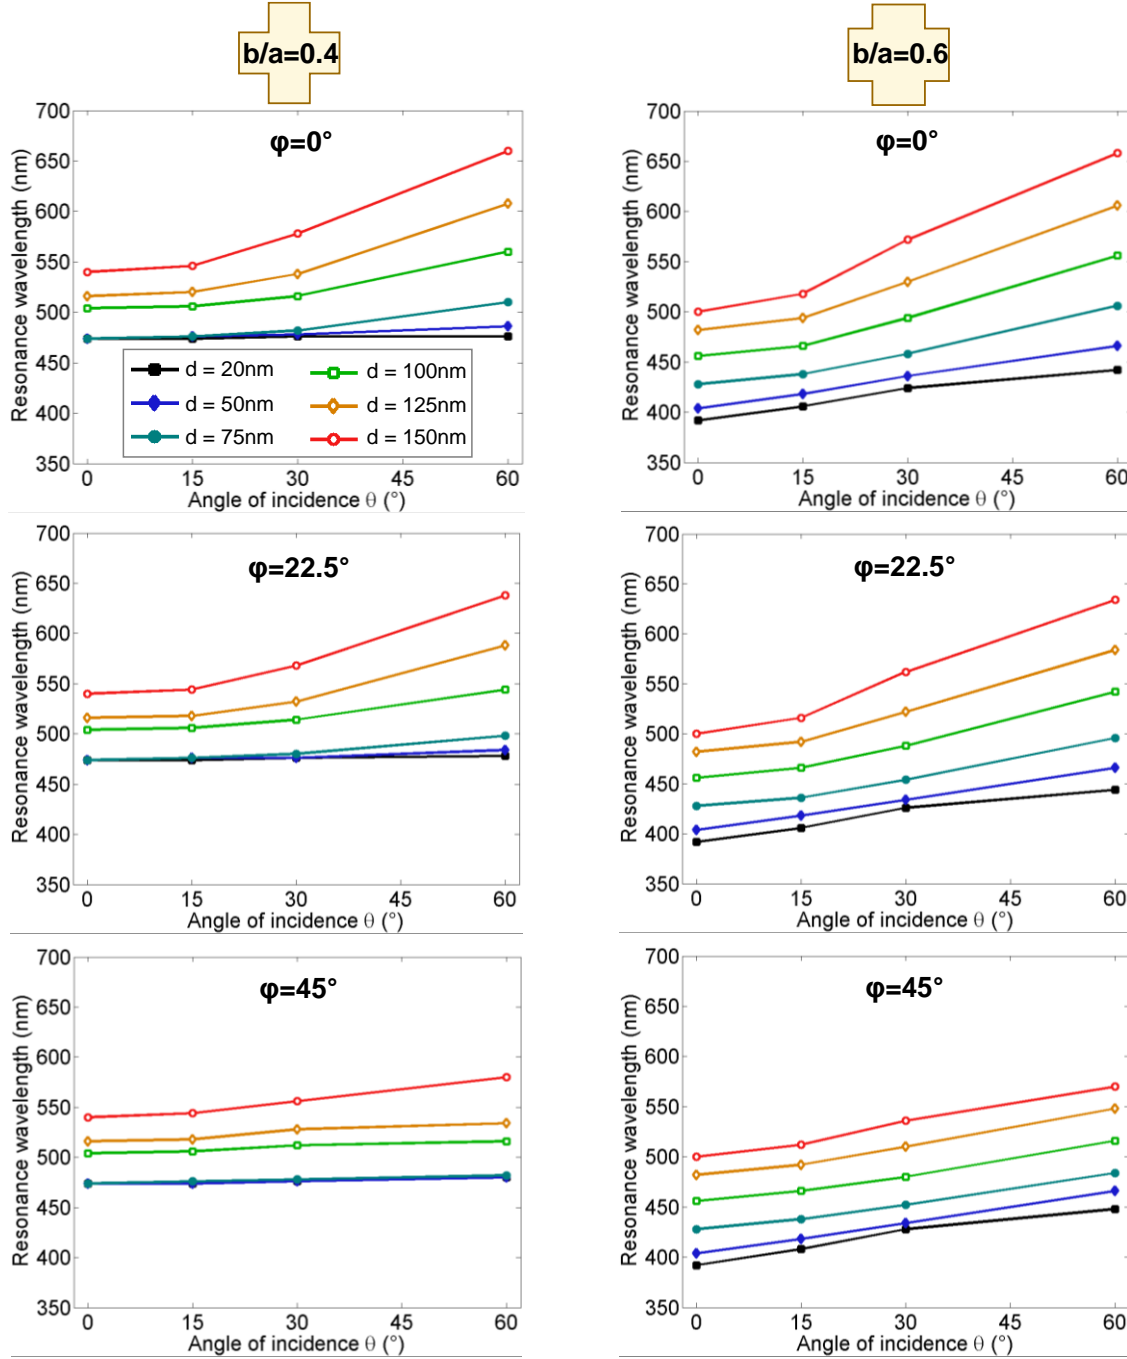 b/a=0.4
b/a=0.6
φ=0°
Resonance wavelength (nm)
700
650
600
550
500
450
400
350
d = 20nm
d = 50nm
d = 75nm
d = 100nm
d = 125nm
d = 150nm
0 15 30 45 60
Angle of incidence θ (°)
φ=0°
Resonance wavelength (nm)
700
650
600
550
500
450
400
350
0 15 30 45 60
Angle of incidence θ (°)
φ=22.5°
Resonance wavelength (nm)
700
650
600
550
500
450
400
350
0 15 30 45 60
Angle of incidence θ (°)
φ=22.5°
Resonance wavelength (nm)
700
650
600
550
500
450
400
350
0 15 30 45 60
Angle of incidence θ (°)
φ=45°
Resonance wavelength (nm)
700
650
600
550
500
450
400
350
0 15 30 45 60
Angle of incidence θ (°)
φ=45°
Resonance wavelength (nm)
700
650
600
550
500
450
400
350
0 15 30 45 60
Angle of incidence θ (°)